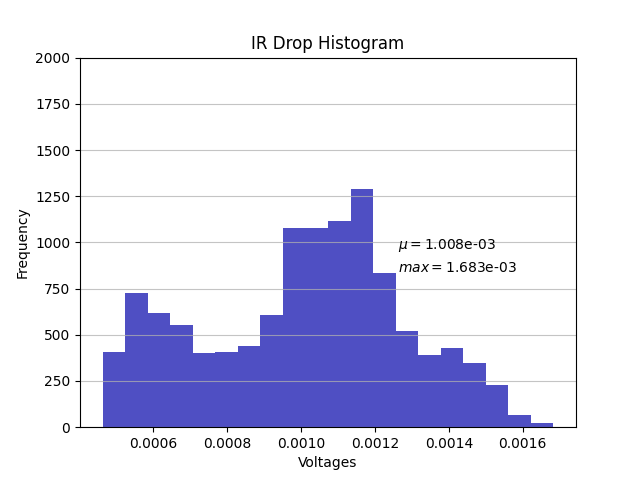 IR Drop Histogram
2000
1750
1500
1250
1000
750
500
250
0
Frequency
μ = 1.008e-03
max = 1.683e-03
0.0006 0.0008 0.0010 0.0012 0.0014 0.0016
Voltages